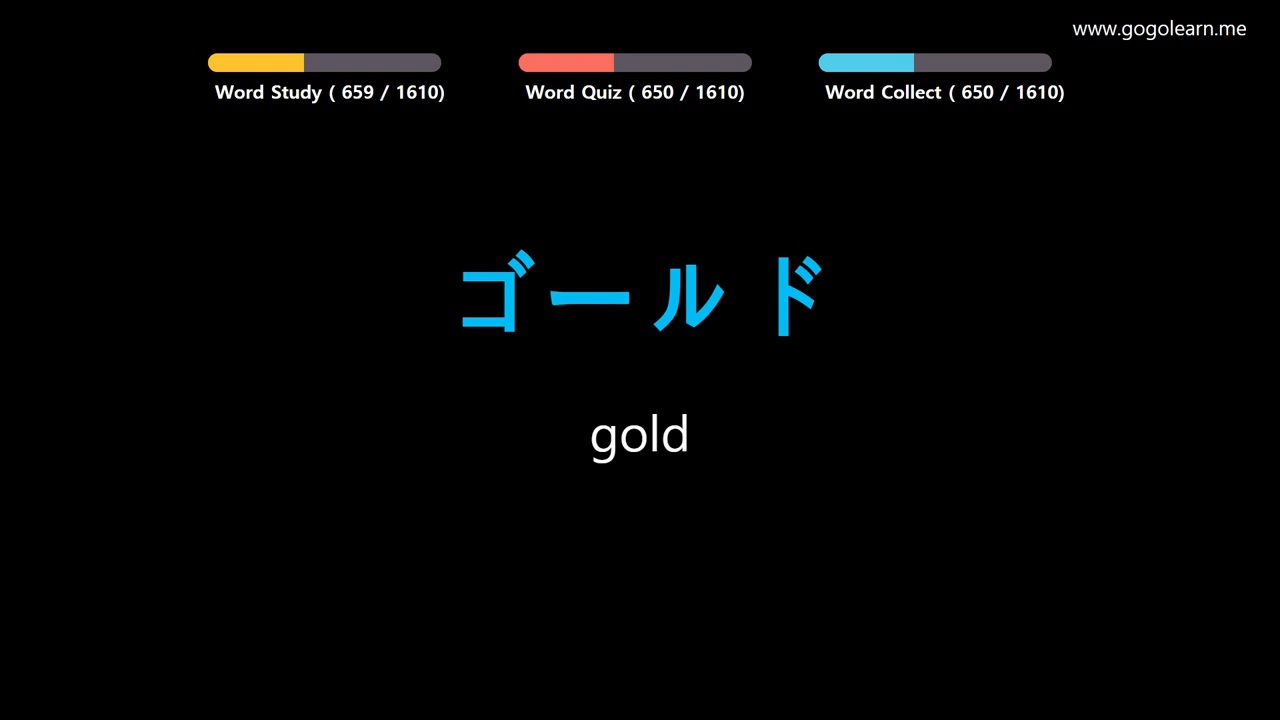 www.gogolearn.me
Word Study ( 659 / 1610)
Word Quiz ( 650 / 1610)
Word Collect ( 650 / 1610)
ゴールド
gold